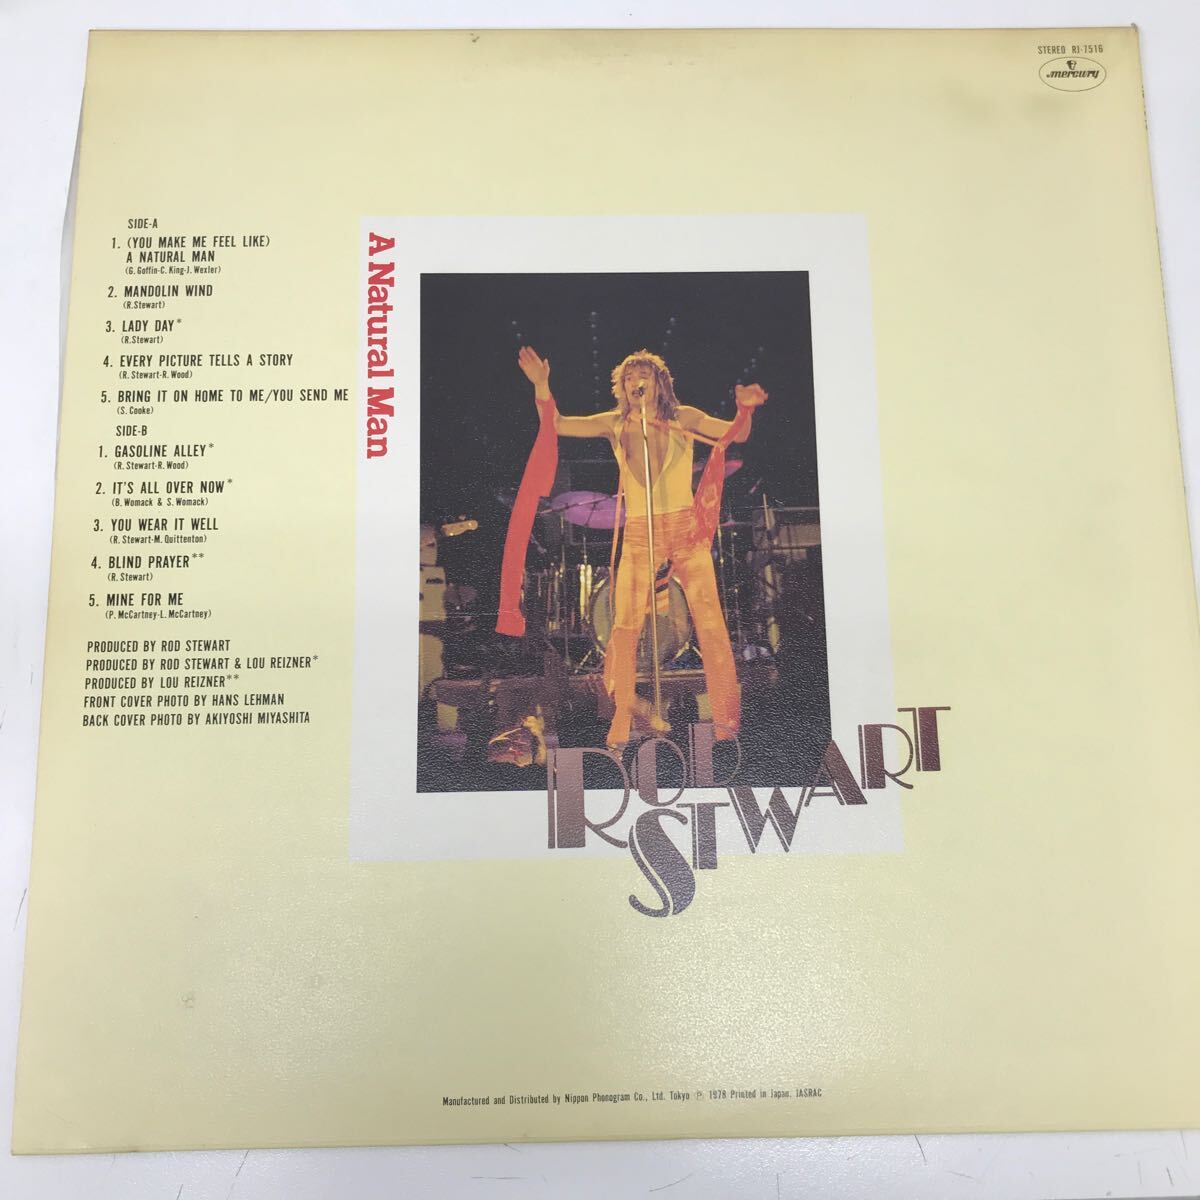 STEREO RJ-7516
mercury
SIDE-A
1. (YOU MAKE ME FEEL LIKE)
A NATURAL MAN
(G. Goffin-C. King-J. Wexler)
2. MANDOLIN WIND
(R.Stewart)
3. LADY DAY*
(R.Stewart)
4. EVERY PICTURE TELLS A STORY
(R. Stewart-R. Wood)
5. BRING IT ON HOME TO ME/YOU SEND ME
(S. Cooke)
SIDE-B
1. GASOLINE ALLEY*
(R. Stewart-R. Wood)
2. IT'S ALL OVER NOW*
(B. Womack & S. Womack)
3. YOU WEAR IT WELL
(R. Stewart-M. Quittenton)
4. BLIND PRAYER**
(R. Stewart)
5. MINE FOR ME
(P. McCartney-L. McCartney)
PRODUCED BY ROD STEWART
PRODUCED BY ROD STEWART & LOU REIZNER*
PRODUCED BY LOU REIZNER**
FRONT COVER PHOTO BY HANS LEHMAN
BACK COVER PHOTO BY AKIYOSHI MIYASHITA
A Natural Man
ROD
STWART
Manufactured and Distributed by Nippon Phonogram Co., Ltd. Tokyo Ⓟ 1978 Printed in Japan. JASRAC